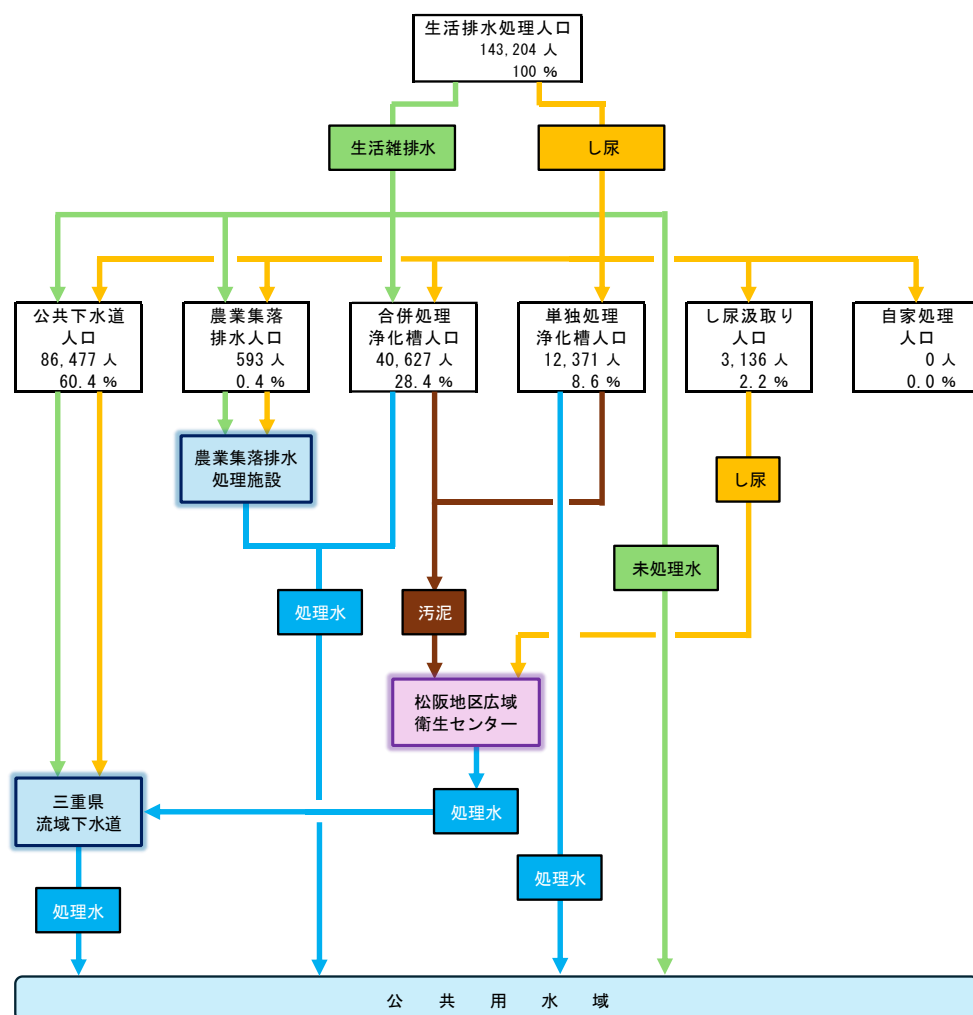 生活排水処理人口
143,204 人
100 %
生活雑排水
し尿
公共下水道
人口
86,477 人
60.4 %
農業集落
排水人口
593 人
0.4 %
合併処理
浄化槽人口
40,627 人
28.4 %
単独処理
浄化槽人口
12,371 人
8.6 %
し尿汲取り
人口
3,136 人
2.2 %
自家処理
人口
0 人
0.0 %
農業集落排水
処理施設
し尿
未処理水
処理水
汚泥
松阪地区広域
衛生センター
三重県
流域下水道
処理水
処理水
処理水
公共用水域